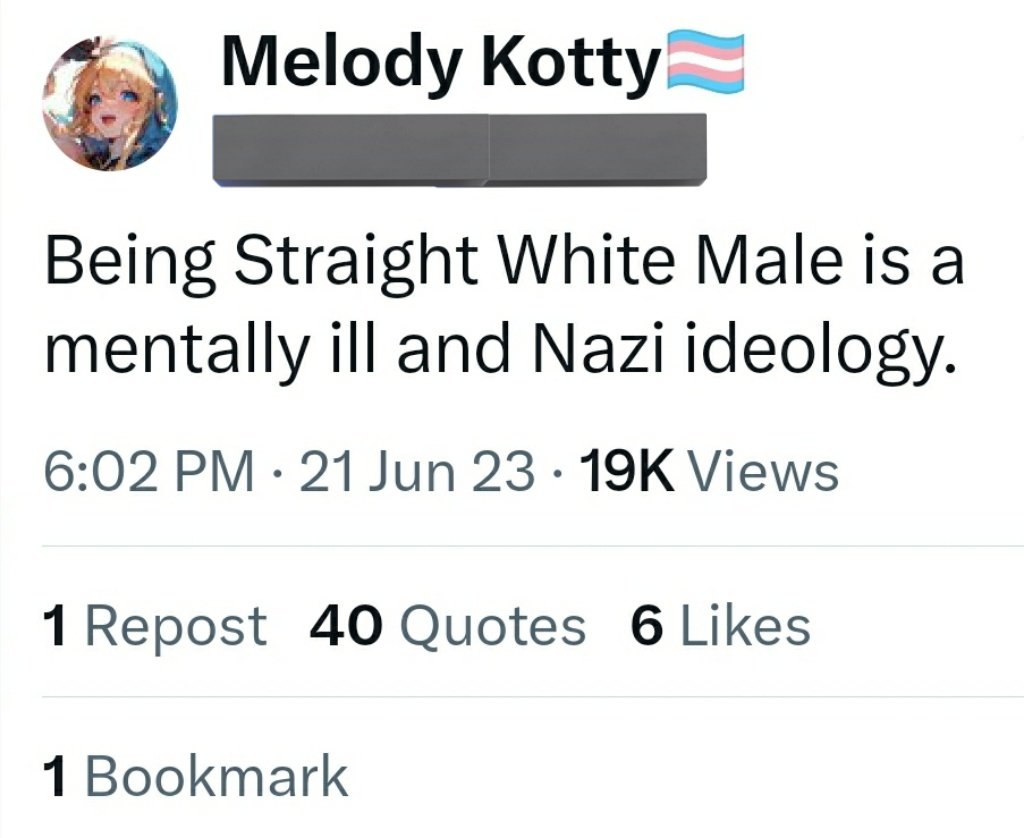 Melody Kotty🏳️‍⚧️
Being Straight White Male is a
mentally ill and Nazi ideology.
6:02 PM · 21 Jun 23 · 19K Views
1 Repost 40 Quotes 6 Likes
1 Bookmark